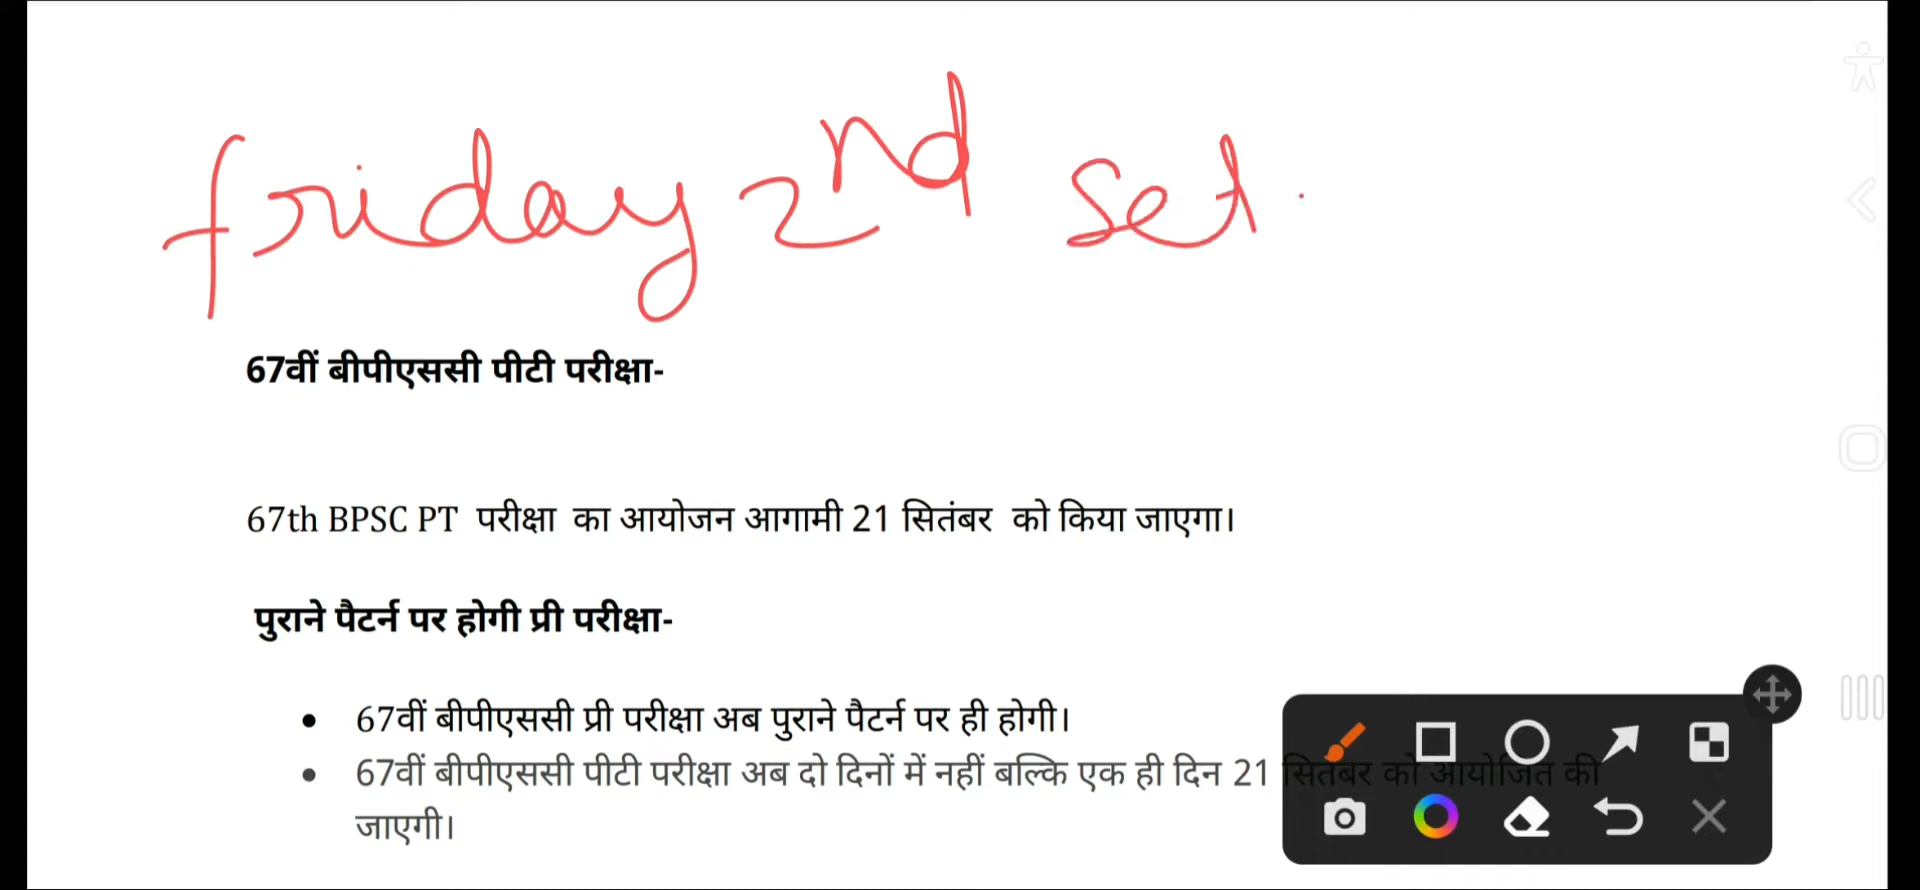 friday 2nd set.
67वीं बीपीएससी पीटी परीक्षा-
67th BPSC PT परीक्षा का आयोजन आगामी 21 सितंबर को किया जाएगा।
पुराने पैटर्न पर होगी प्री परीक्षा-
• 67वीं बीपीएससी प्री परीक्षा अब पुराने पैटर्न पर ही होगी।
• 67वीं बीपीएससी पीटी परीक्षा अब दो दिनों में नहीं बल्कि एक ही दिन 21 सितंबर को आयोजित की
जाएगी।